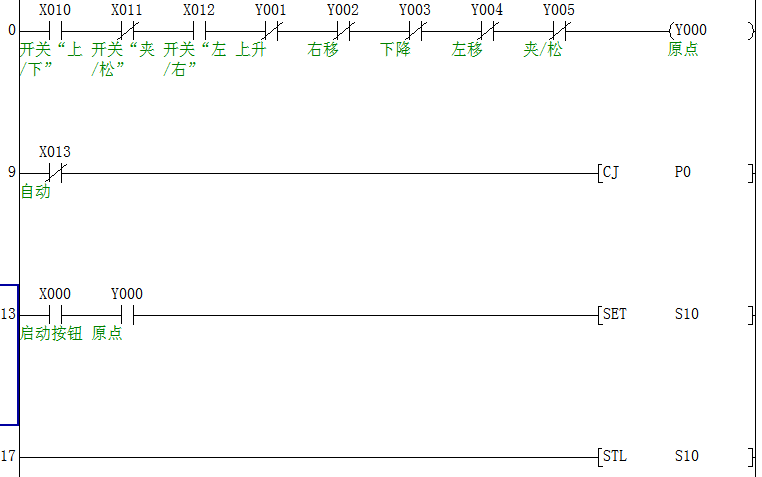 X010 X011 X012 Y001 Y002 Y003 Y004 Y005
0 Y000
开关“上 开关“夹 开关“左 上升 右移 下降 左移 夹/松 原点
/下” /松” /右”
X013
9 CJ P0
自动
X000 Y000
13 SET S10
启动按钮 原点
17 STL S10